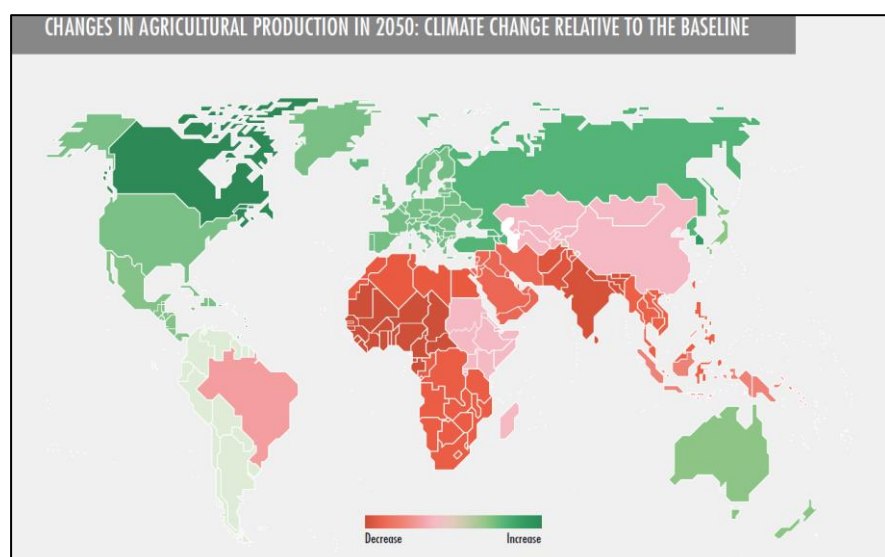 CHANGES IN AGRICULTURAL PRODUCTION IN 2050: CLIMATE CHANGE RELATIVE TO THE BASELINE
Decrease Increase